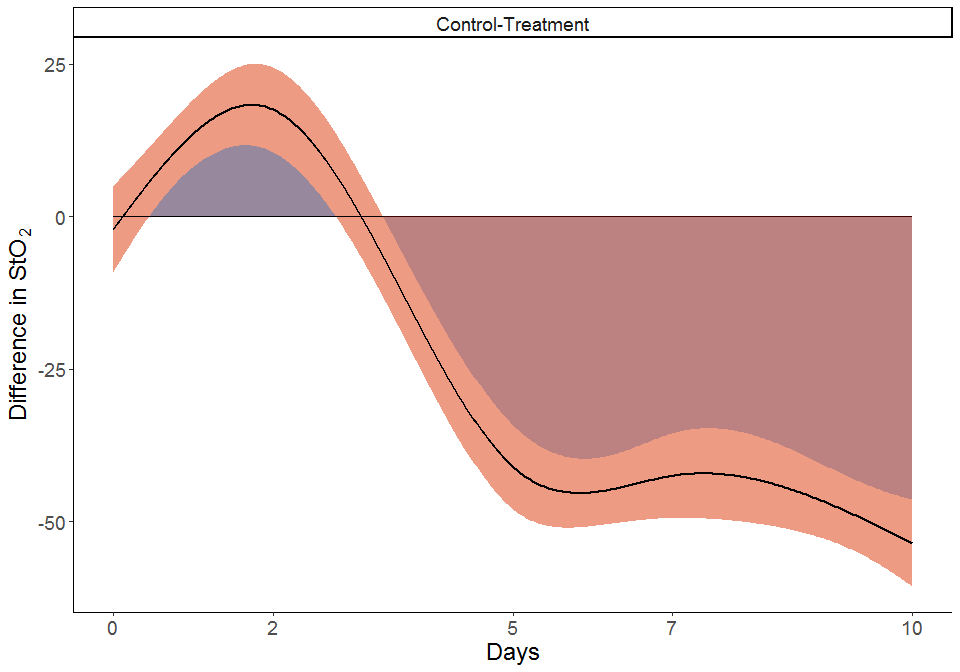 Control-Treatment
25
0
-25
-50
Difference in StO₂
0 2 5 7 10
Days